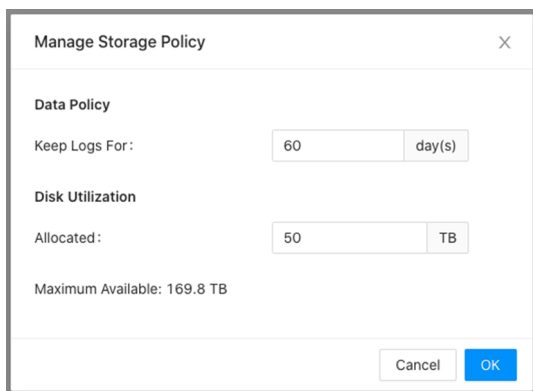 Manage Storage Policy
Data Policy
Keep Logs For: 60 day(s)
Disk Utilization
Allocated: 50 TB
Maximum Available: 169.8 TB
Cancel OK